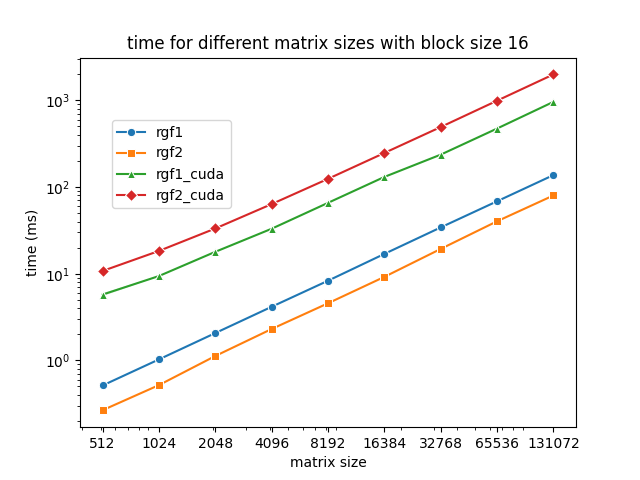 time for different matrix sizes with block size 16
time (ms)
10³
10²
10¹
10⁰
rgf1
rgf2
rgf1_cuda
rgf2_cuda
512 1024 2048 4096 8192 16384 32768 65536 131072
matrix size